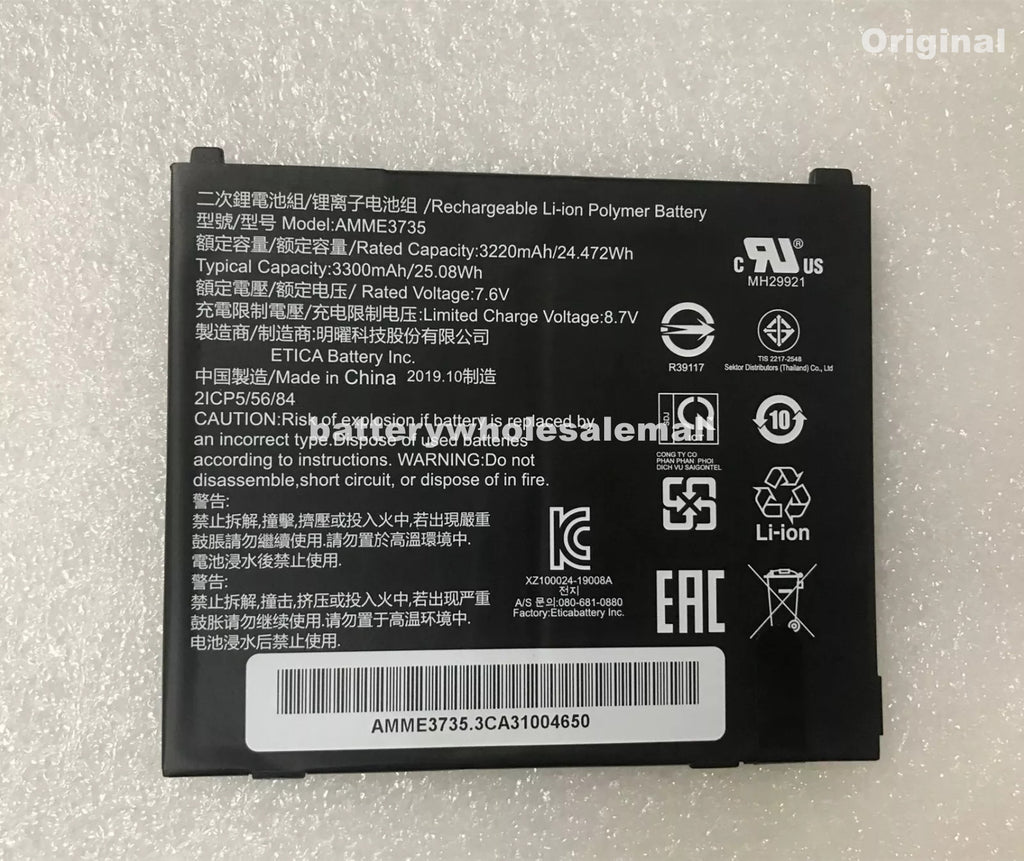 Original
二次鋰電池組/锂离子电池组 /Rechargeable Li-ion Polymer Battery
型號/型号 Model:AMME3735
額定容量/额定容量/Rated Capacity:3220mAh/24.472Wh
Typical Capacity:3300mAh/25.08Wh
額定電壓/额定电压/ Rated Voltage:7.6V
充電限制電壓/充电限制电压:Limited Charge Voltage:8.7V
製造商/制造商:明曜科技股份有限公司
ETICA Battery Inc.
中国製造/Made in China 2019.10制造
2ICP5/56/84
CAUTION:Risk of explosion if battery is replaced by
an incorrect type.Dispose of used batteries
according to instructions. WARNING:Do not
disassemble,short circuit, or dispose of in fire.
batterywholesalemall
警告:
禁止拆解,撞擊,擠壓或投入火中,若出現嚴重
鼓脹請勿繼續使用.請勿置於高溫環境中.
電池浸水後禁止使用.
警告:
禁止拆解,撞击,挤压或投入火中,若出现严重
鼓胀请勿继续使用.请勿置于高温环境中.
电池浸水后禁止使用.
C RU ® US
MH29921
R39117
TIS 2217-2548
Sektor Distributors (Thailand) Co., Ltd
10
CONG TY CO
PHAN PHAN PHOI
DICH VU SAIGONTEL
Li-ion
KC
XZ100024-19008A
전지
A/S 문의:080-681-0880
Factory:Eticabattery Inc.
EAC
AMME3735.3CA31004650